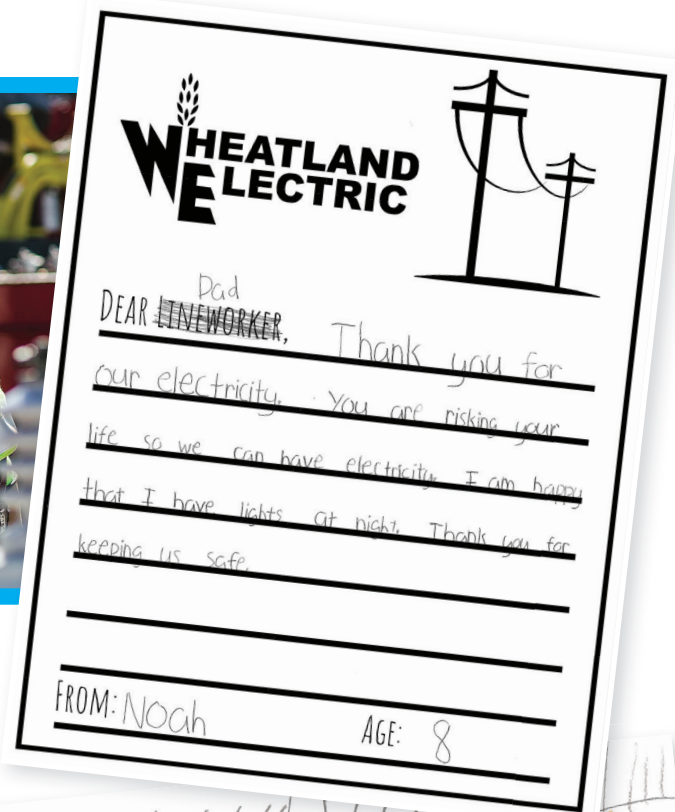 WHEATLAND
ELECTRIC
Dad
DEAR LINEWORKER, Thank you for
our electricity. You are risking your
life so we can have electricity. I am happy
that I have lights at night. Thank you for
keeping us safe.
FROM: Noah AGE: 8